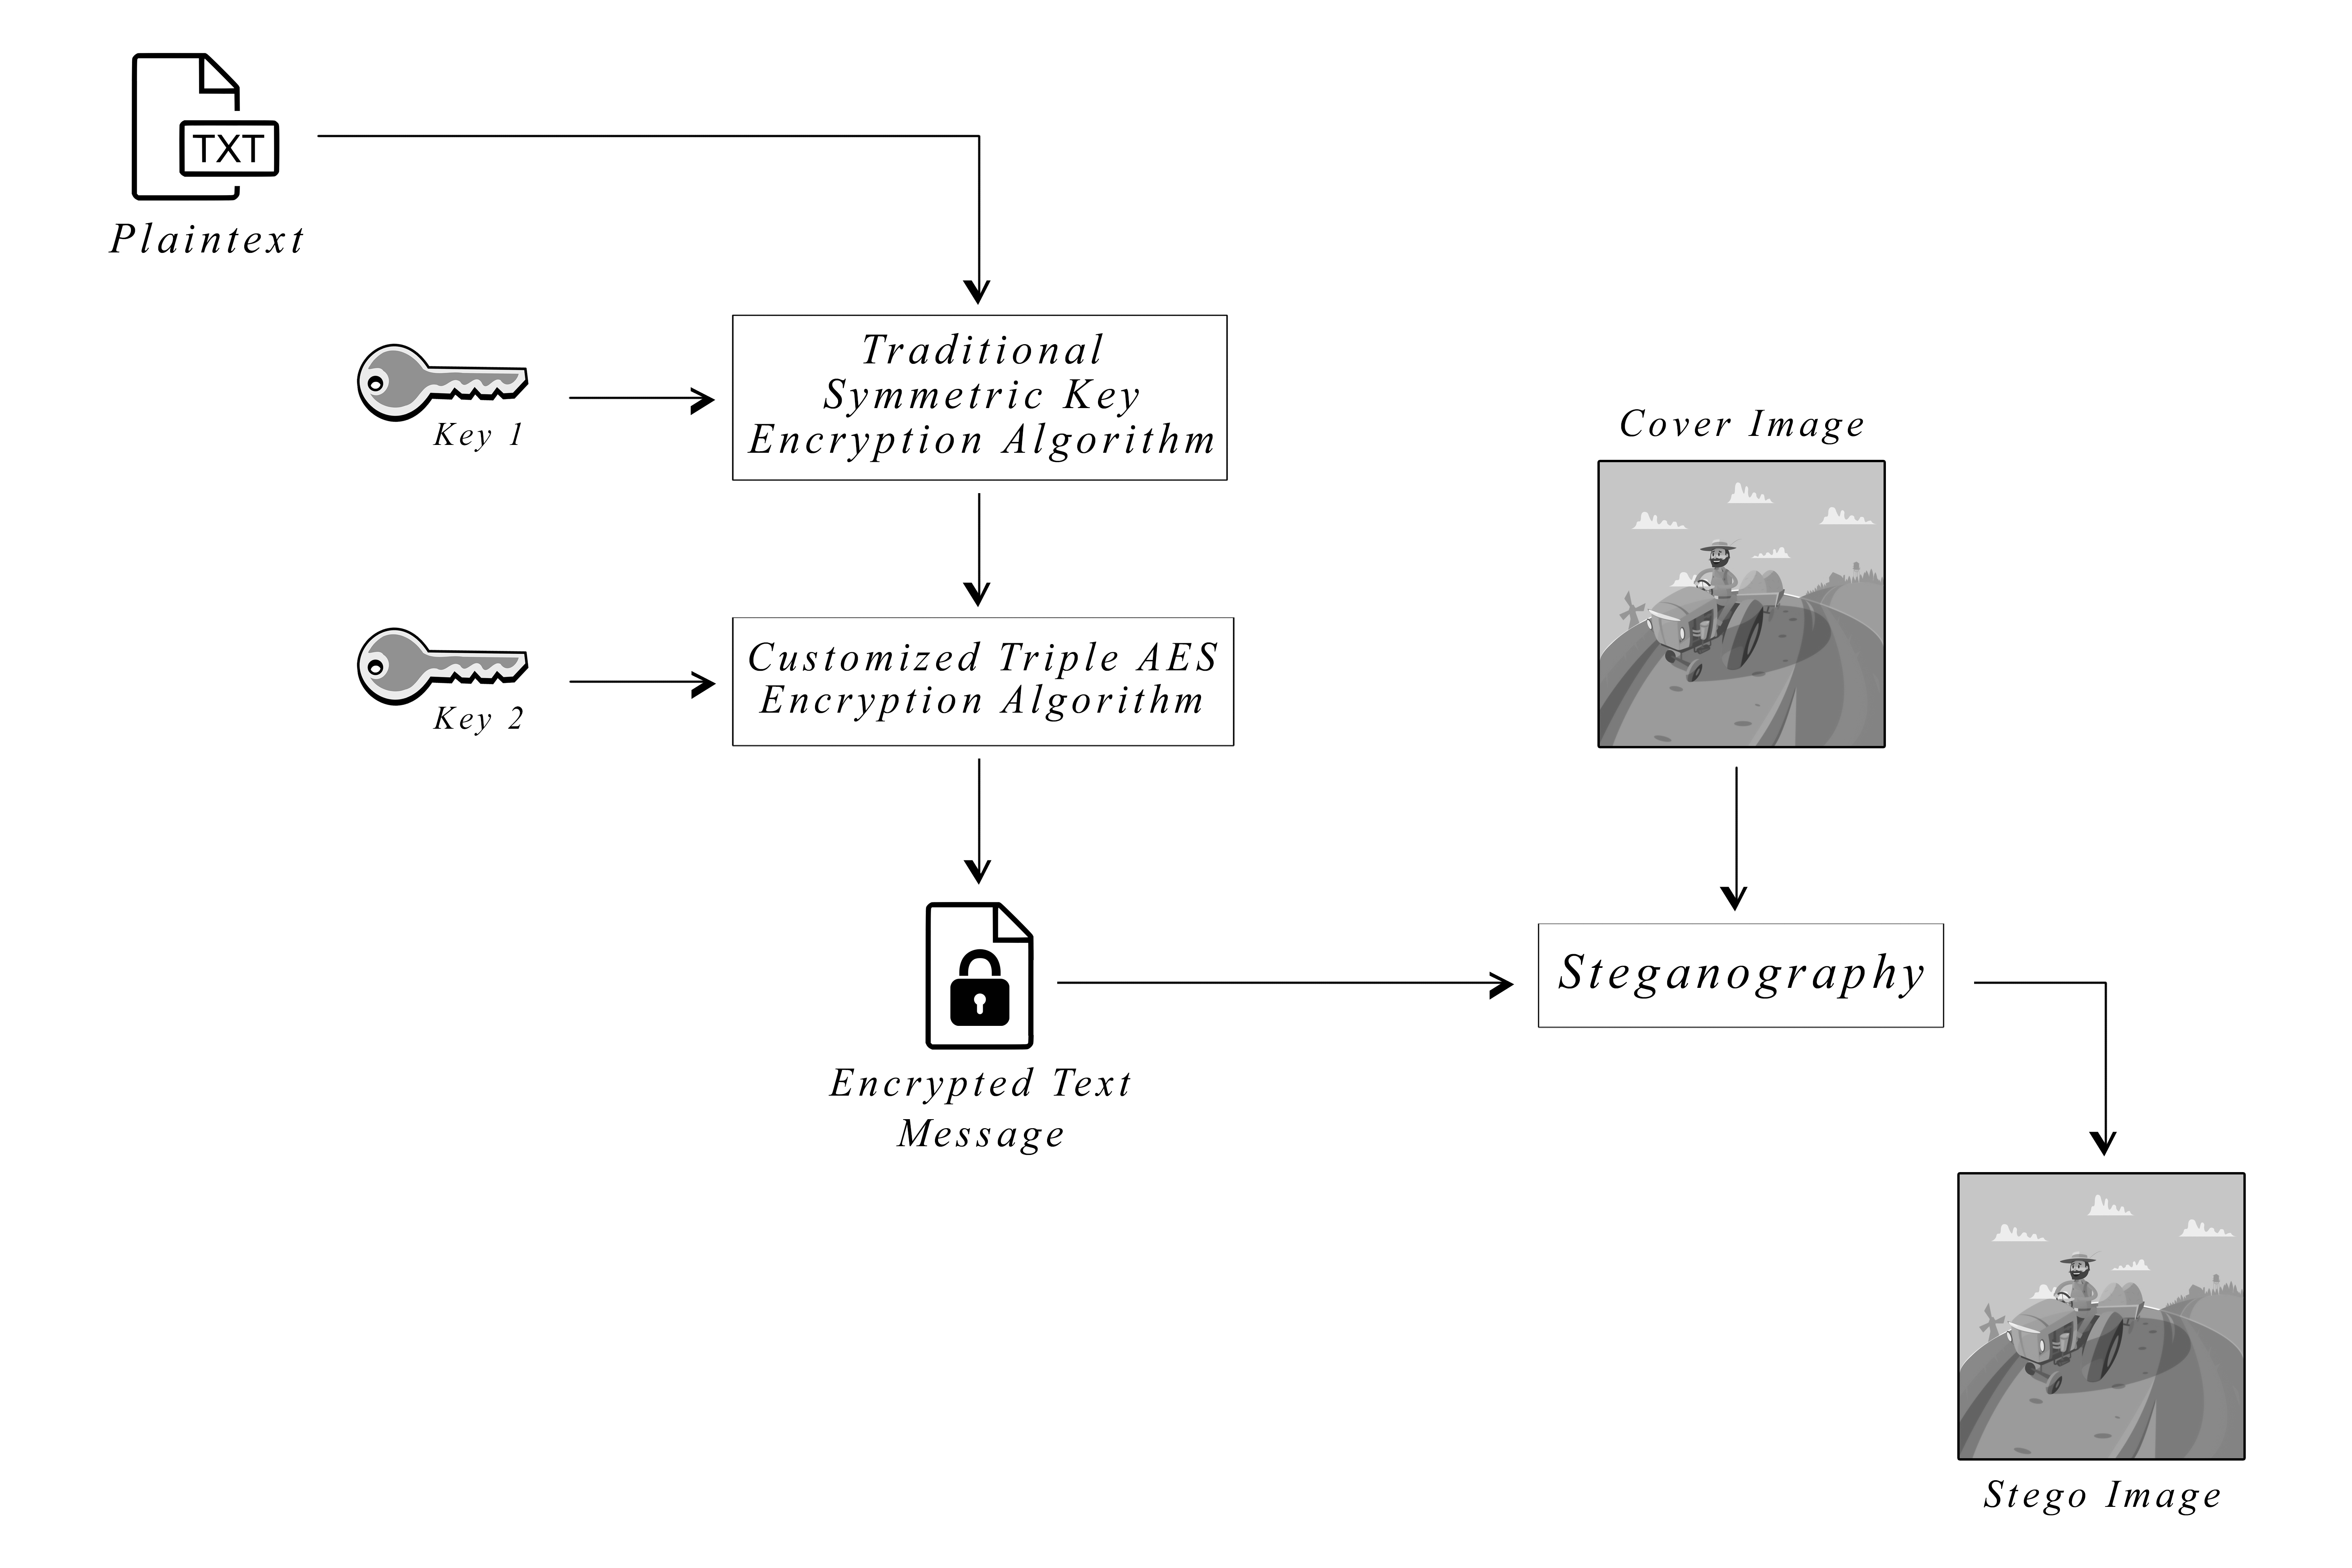 TXT
Plaintext
Traditional
Symmetric Key
Encryption Algorithm
Key 1
Customized Triple AES
Encryption Algorithm
Key 2
Encrypted Text
Message
Cover Image
Steganography
Stego Image